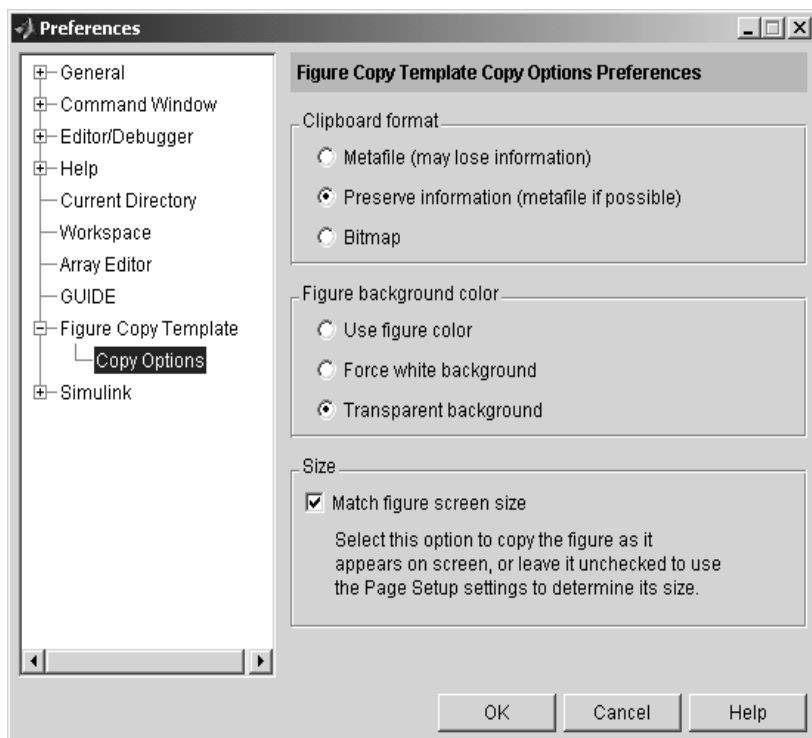 Preferences
General
Command Window
Editor/Debugger
Help
Current Directory
Workspace
Array Editor
GUIDE
Figure Copy Template
Copy Options
Simulink
Figure Copy Template Copy Options Preferences
Clipboard format
Metafile (may lose information)
Preserve information (metafile if possible)
Bitmap
Figure background color
Use figure color
Force white background
Transparent background
Size
Match figure screen size
Select this option to copy the figure as it
appears on screen, or leave it unchecked to use
the Page Setup settings to determine its size.
OK
Cancel
Help